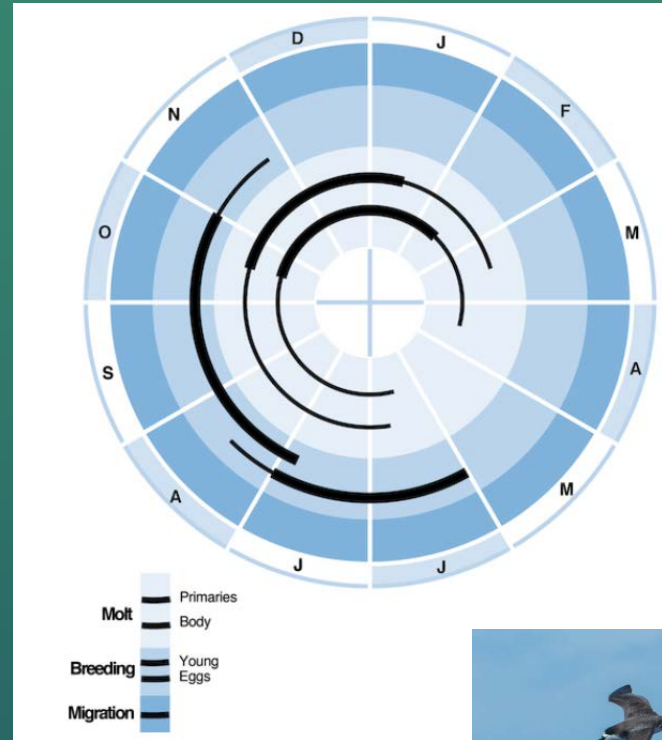 D
J
N
F
O
M
S
A
A
M
J
J
Molt
Primaries
Body
Breeding
Young
Eggs
Migration